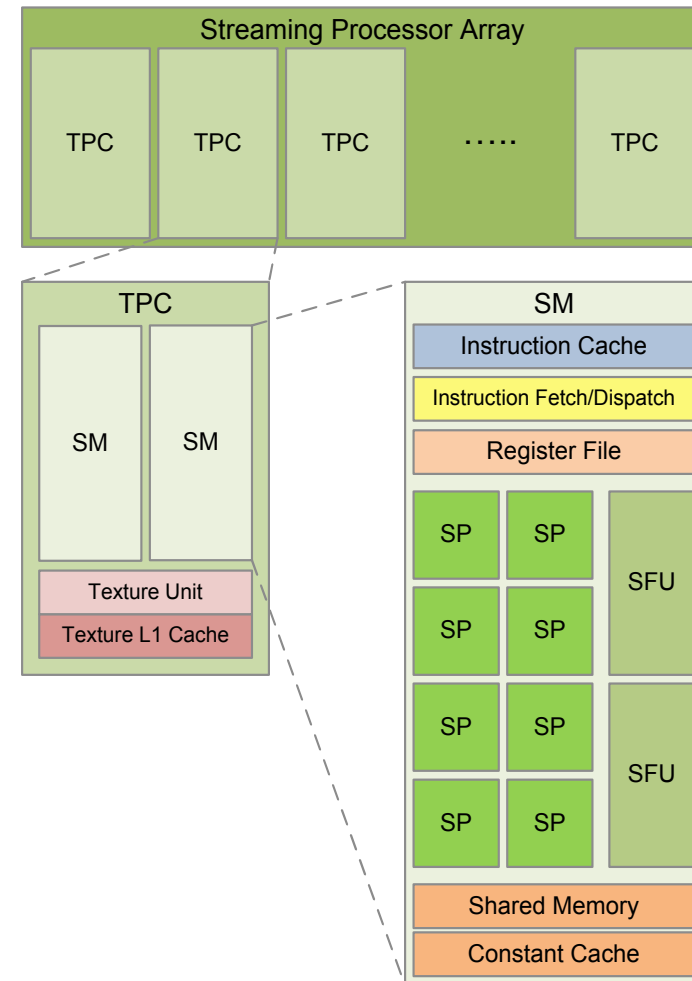 Streaming Processor Array
TPC TPC TPC ..... TPC
TPC
SM SM
Texture Unit
Texture L1 Cache
SM
Instruction Cache
Instruction Fetch/Dispatch
Register File
SP SP
SFU
SP SP
SP SP
SFU
SP SP
Shared Memory
Constant Cache